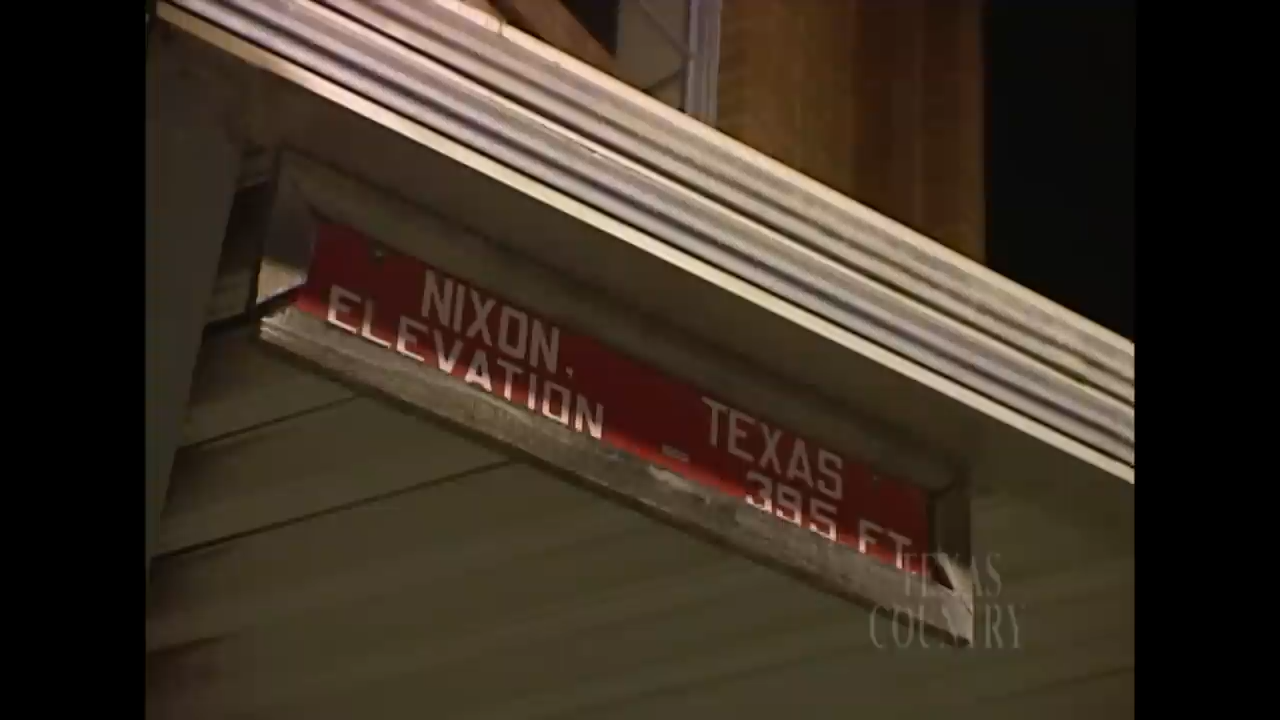 NIXON, TEXAS
ELEVATION - 395 FT.
TEXAS
COUNTRY